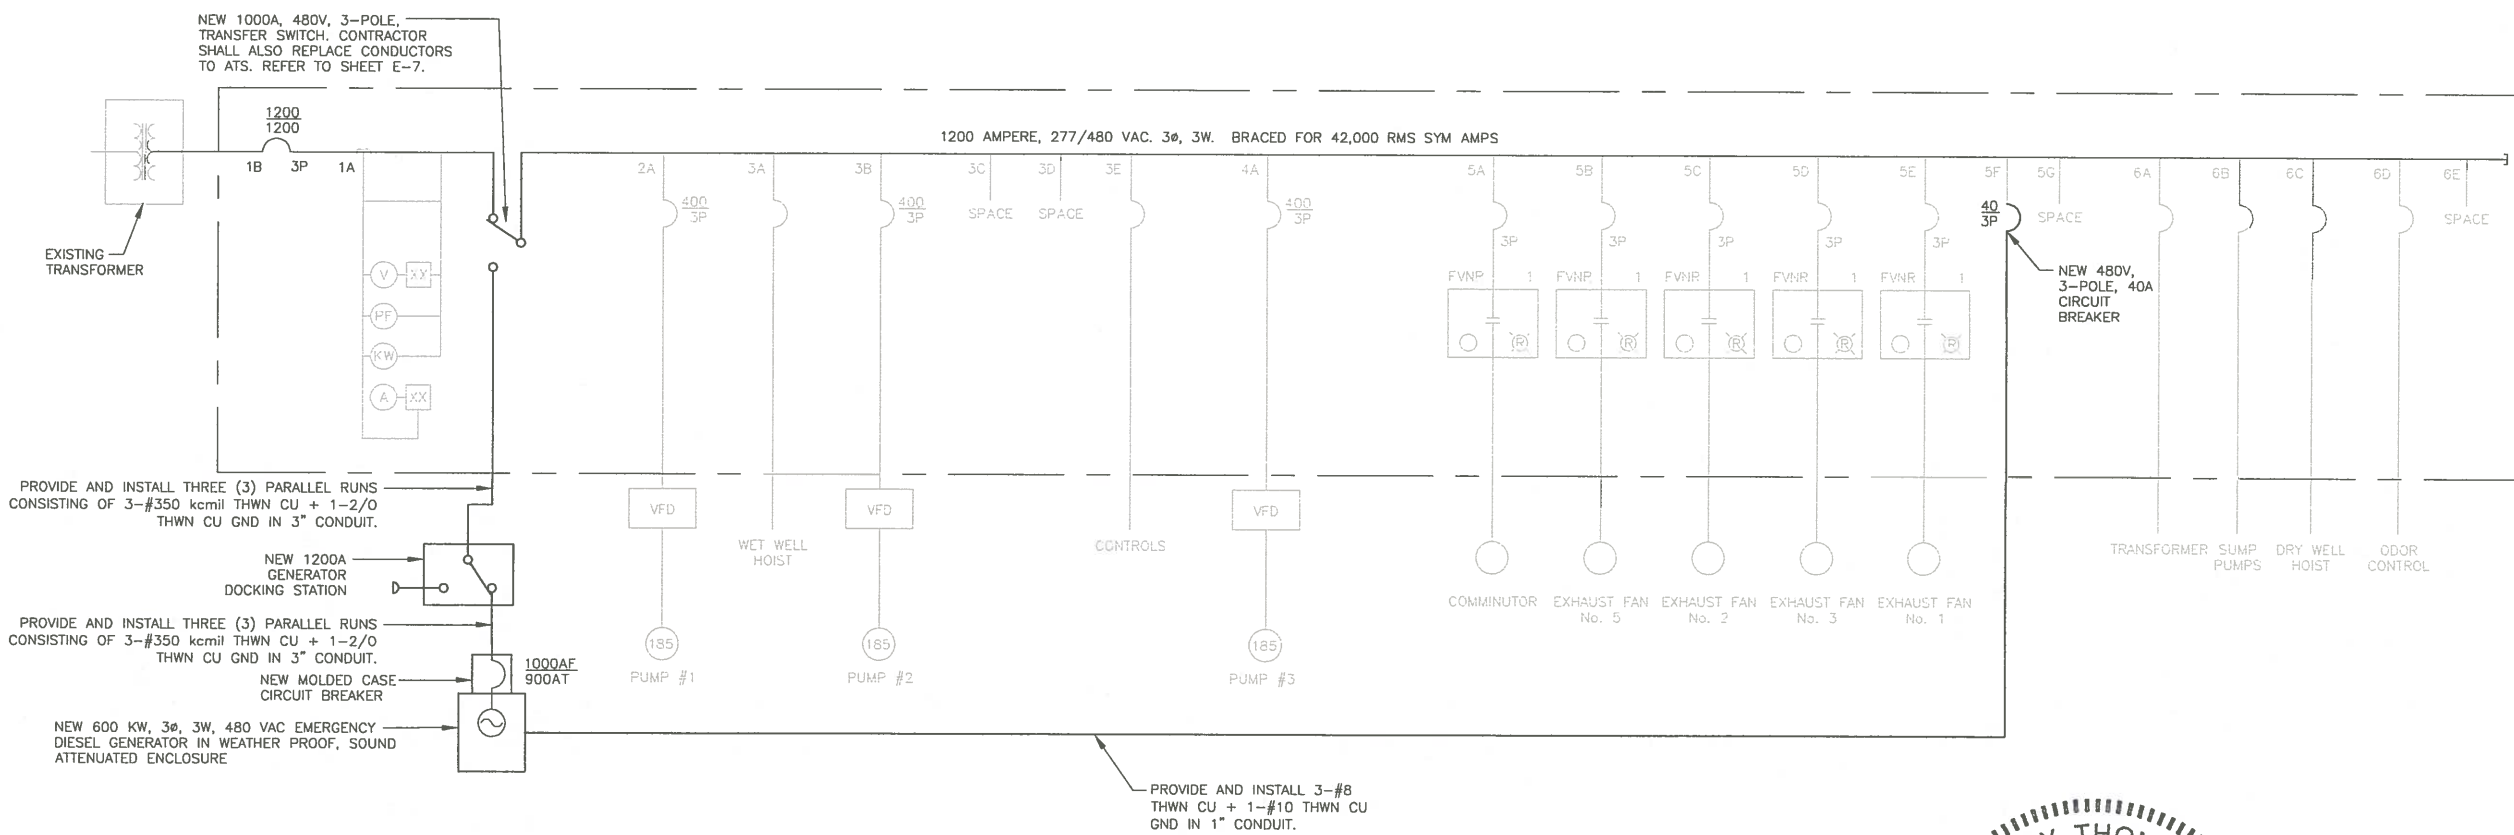 NEW 1000A, 480V, 3-POLE,
TRANSFER SWITCH. CONTRACTOR
SHALL ALSO REPLACE CONDUCTORS
TO ATS. REFER TO SHEET E-7.
1200
1200
1B 3P 1A
EXISTING
TRANSFORMER
1200 AMPERE, 277/480 VAC. 3ø, 3W. BRACED FOR 42,000 RMS SYM AMPS
2A 3A 3B 3C 3D 3E 4A 5A 5B 5C 5D 5E 5F 5G 6A 6B 6C 6D 6E
400
3P
400
3P
SPACE
SPACE
400
3P
3P
3P
3P
3P
3P
40
3P
SPACE
SPACE
V XX
PF
KW
A XX
FVNR 1
FVNR 1
FVNR 1
FVNR 1
FVNR 1
R
R
R
R
R
NEW 480V,
3-POLE, 40A
CIRCUIT
BREAKER
PROVIDE AND INSTALL THREE (3) PARALLEL RUNS
CONSISTING OF 3-#350 kcmil THWN CU + 1-2/0
THWN CU GND IN 3" CONDUIT.
VFD
VFD
VFD
WET WELL
HOIST
CONTROLS
TRANSFORMER
SUMP
PUMPS
DRY WELL
HOIST
ODOR
CONTROL
NEW 1200A
GENERATOR
DOCKING STATION
COMMINUTOR
EXHAUST FAN
No. 5
EXHAUST FAN
No. 2
EXHAUST FAN
No. 3
EXHAUST FAN
No. 1
PROVIDE AND INSTALL THREE (3) PARALLEL RUNS
CONSISTING OF 3-#350 kcmil THWN CU + 1-2/0
THWN CU GND IN 3" CONDUIT.
185
PUMP #1
185
PUMP #2
185
PUMP #3
1000AF
900AT
NEW MOLDED CASE
CIRCUIT BREAKER
NEW 600 KW, 3ø, 3W, 480 VAC EMERGENCY
DIESEL GENERATOR IN WEATHER PROOF, SOUND
ATTENUATED ENCLOSURE
PROVIDE AND INSTALL 3-#8
THWN CU + 1-#10 THWN CU
GND IN 1" CONDUIT.